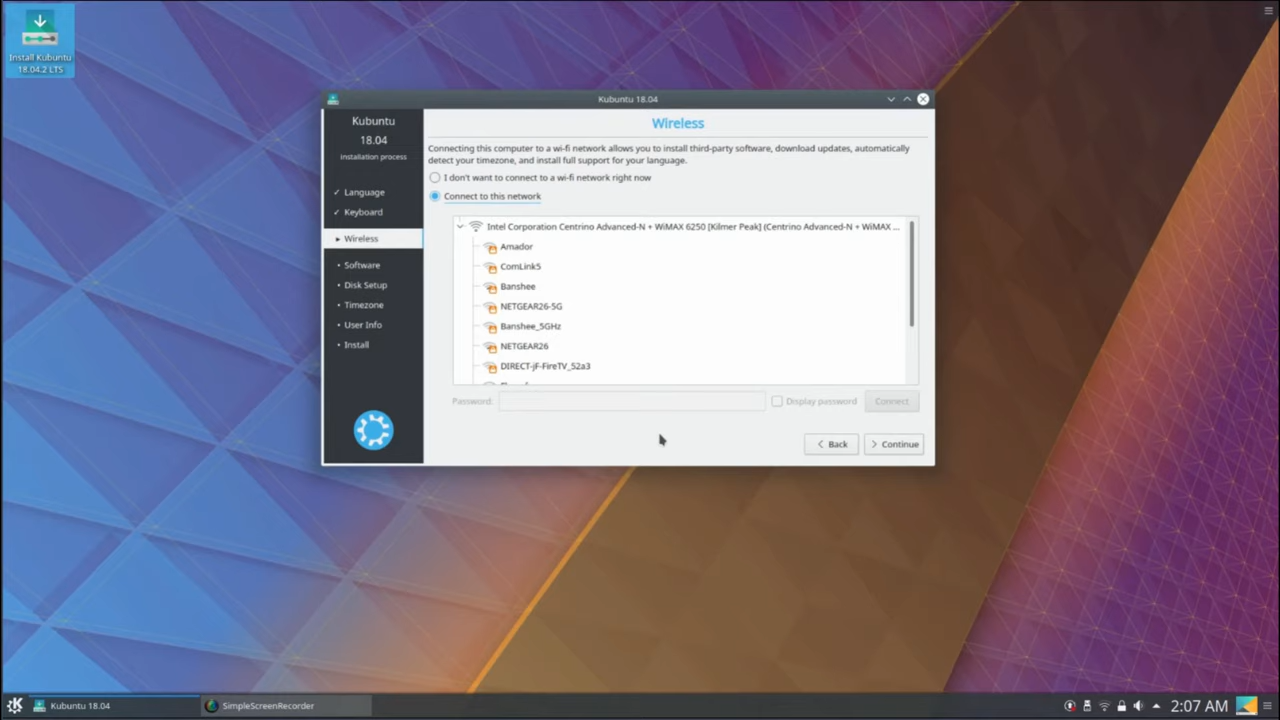 Install Kubuntu
18.04.2 LTS
Kubuntu 18.04
Kubuntu
18.04
Installation process
Language
Keyboard
Wireless
Software
Disk Setup
Timezone
User Info
Install
Wireless
Connecting this computer to a wi-fi network allows you to install third-party software, download updates, automatically
detect your timezone, and install full support for your language.
I don't want to connect to a wi-fi network right now
Connect to this network
Intel Corporation Centrino Advanced-N + WiMAX 6250 [Kilmer Peak] (Centrino Advanced-N + WiMAX ...
Amador
ComLink5
Banshee
NETGEAR26-5G
Banshee_5GHz
NETGEAR26
DIRECT-jF-FireTV_52a3
Password:
Display password
Connect
Back
Continue
Kubuntu 18.04
SimpleScreenRecorder
2:07 AM